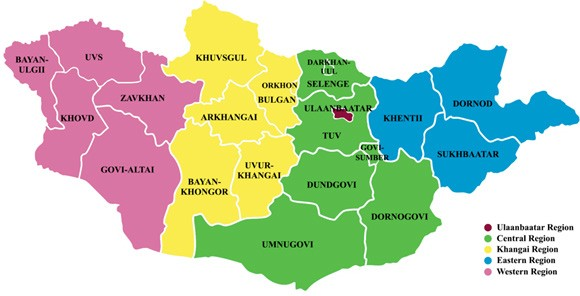 BAYAN-
ULGII
UVS
KHOVD
ZAVKHAN
GOVI-ALTAI
KHUVSGUL
ORKHON
BULGAN
ARKHANGAI
BAYAN-
KHONGOR
UVUR-
KHANGAI
DARKHAN-
UUL
SELENGE
ULAANBAATAR
TUV
GOVI-
SUMBER
DUNDGOVI
DORNOGOVI
UMNUGOVI
KHENTII
DORNOD
SUKHBAATAR
Ulaanbaatar Region
Central Region
Khangai Region
Eastern Region
Western Region